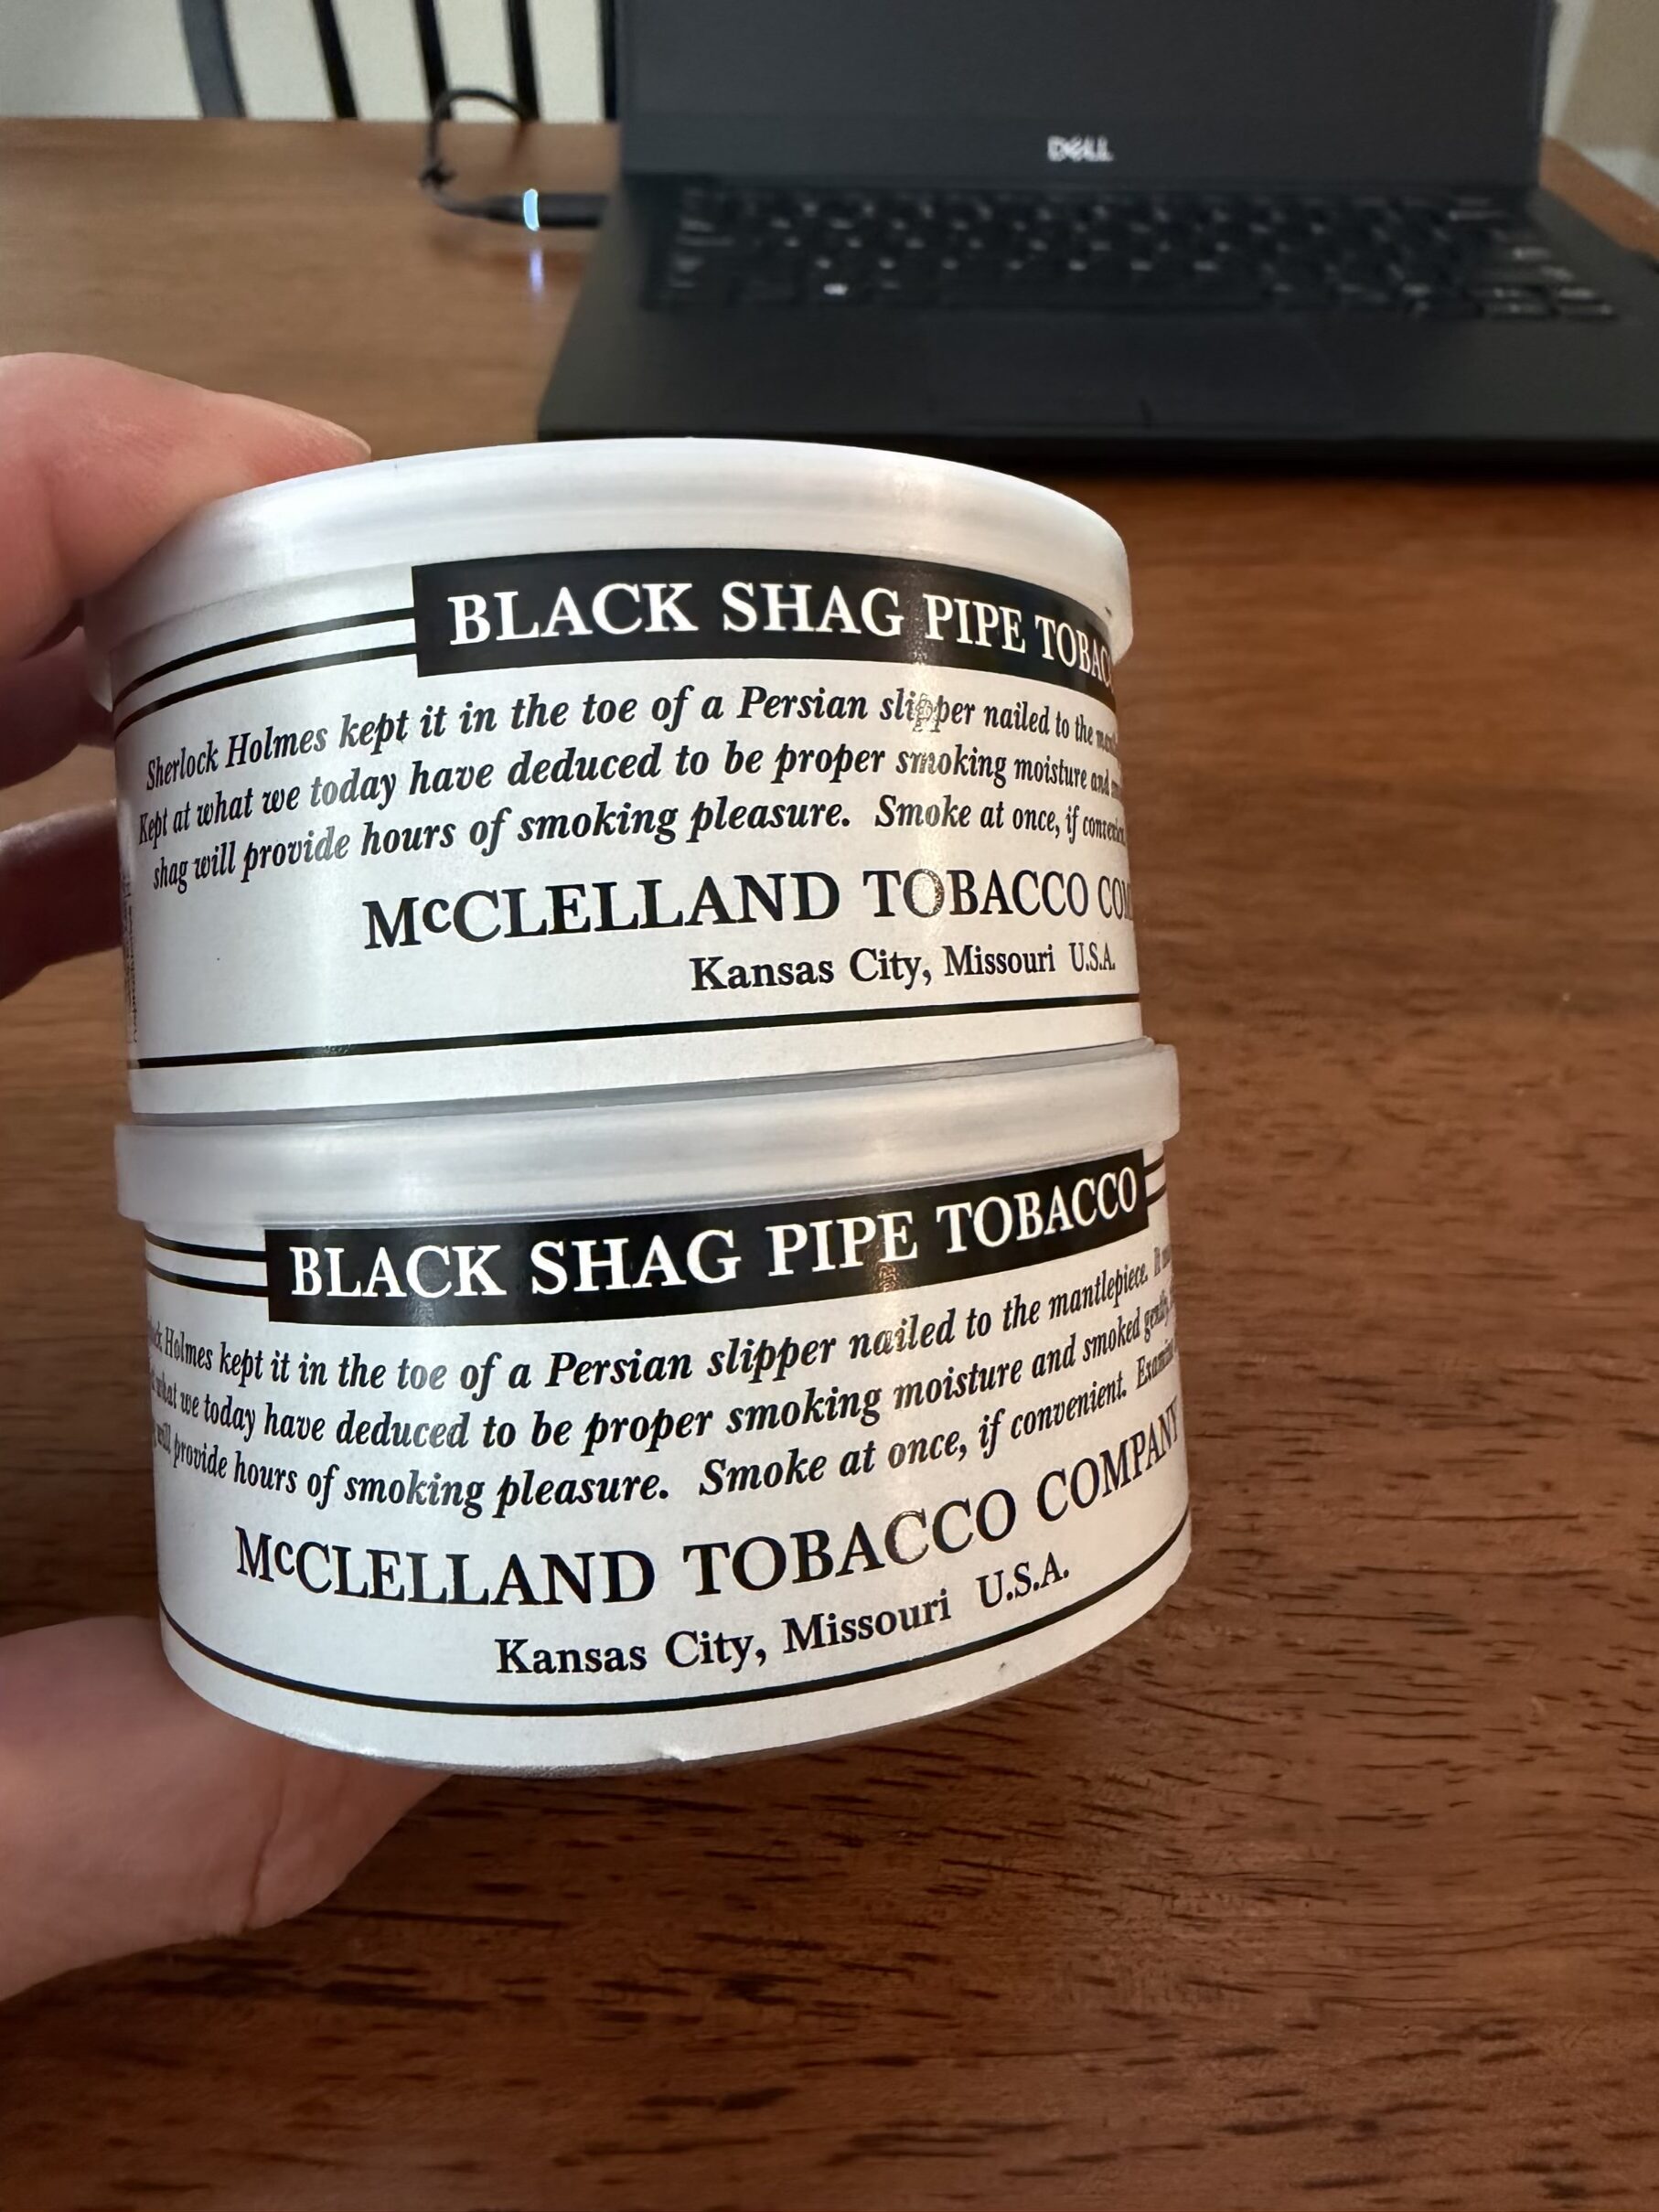 DELL
BLACK SHAG PIPE
Sherlock Holmes kept it in the toe of a Persian slipper nailed to the
Kept at what we today have deduced to be proper smoking moisture and
shag will provide hours of smoking pleasure. Smoke at once, if
McCLELLAND TOBACCO
Kansas City, Missouri U.S.A.
BLACK SHAG PIPE TOBACCO
Holmes kept it in the toe of a Persian slipper nailed to the mantlepiece. It
what we today have deduced to be proper smoking moisture and smoked
will provide hours of smoking pleasure. Smoke at once, if convenient.
McCLELLAND TOBACCO COMPANY
Kansas City, Missouri U.S.A.